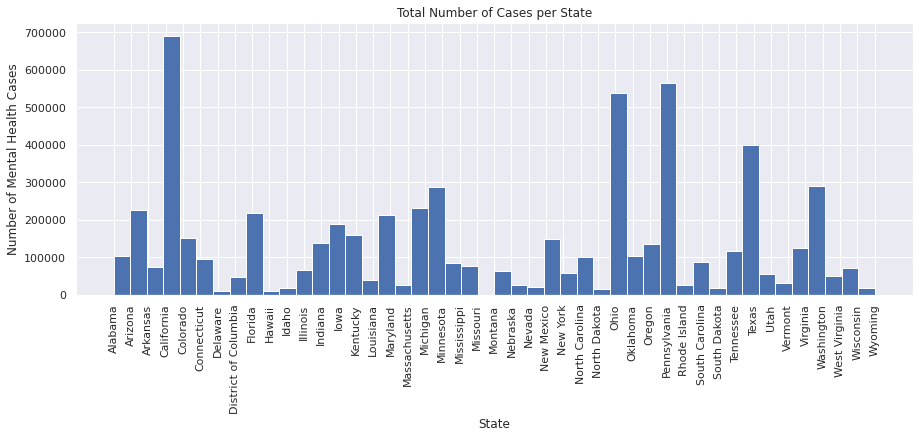 Total Number of Cases per State
Number of Mental Health Cases
700000
600000
500000
400000
300000
200000
100000
0
Alabama
Arizona
Arkansas
California
Colorado
Connecticut
Delaware
District of Columbia
Florida
Hawaii
Idaho
Illinois
Indiana
Iowa
Kentucky
Louisiana
Maryland
Massachusetts
Michigan
Minnesota
Mississippi
Missouri
Montana
Nebraska
Nevada
New Mexico
New York
North Carolina
North Dakota
Ohio
Oklahoma
Oregon
Pennsylvania
Rhode Island
South Carolina
South Dakota
Tennessee
Texas
Utah
Vermont
Virginia
Washington
West Virginia
Wisconsin
Wyoming
State